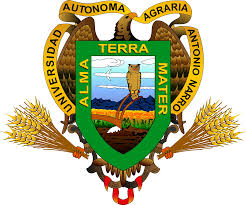 UNIVERSIDAD AUTONOMA AGRARIA ANTONIO NARRO
ALMA TERRA MATER